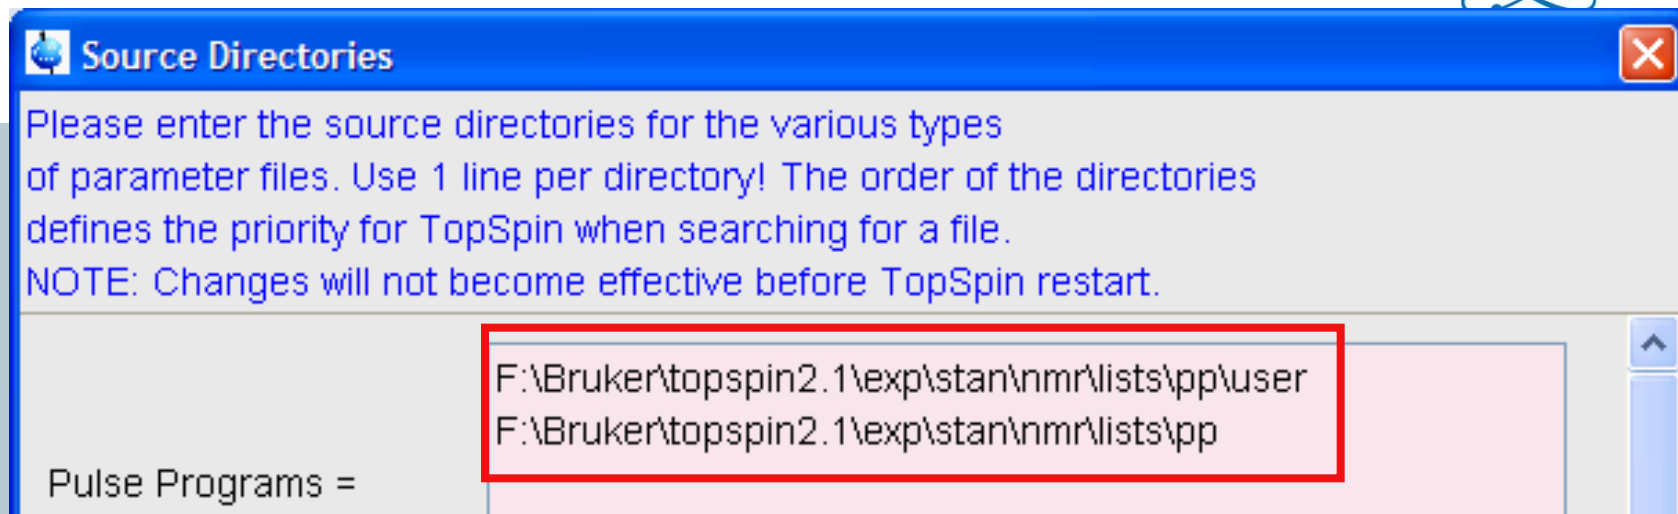 Source Directories
Please enter the source directories for the various types
of parameter files. Use 1 line per directory! The order of the directories
defines the priority for TopSpin when searching for a file.
NOTE: Changes will not become effective before TopSpin restart.
F:\Bruker\topspin2.1\exp\stan\nmr\lists\pp\user
F:\Bruker\topspin2.1\exp\stan\nmr\lists\pp
Pulse Programs =